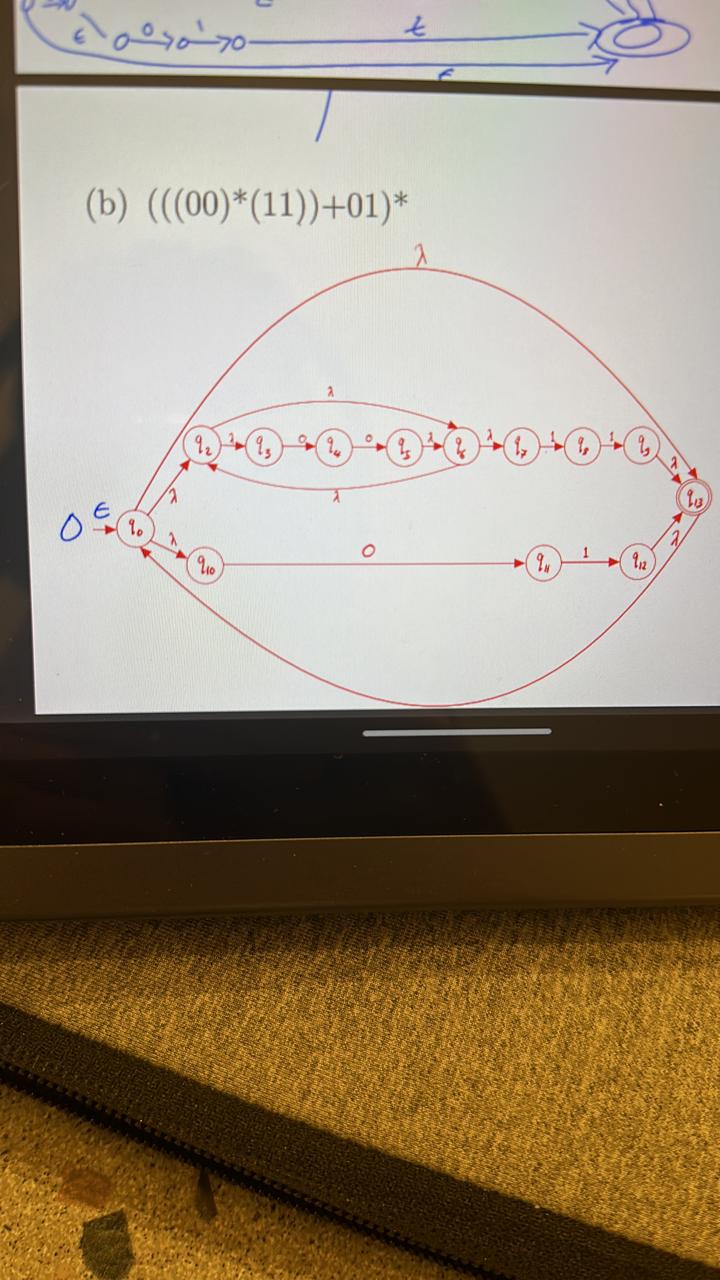 ε 0 1 ε
ε
(b) (((00)*(11))+01)*
λ
λ
q2 λ q3 0 q4 0 q5 λ q6 λ q7 1 q8 1 q9
λ
λ λ
0 ε q0 q13
λ λ
q10 0 q11 1 q12